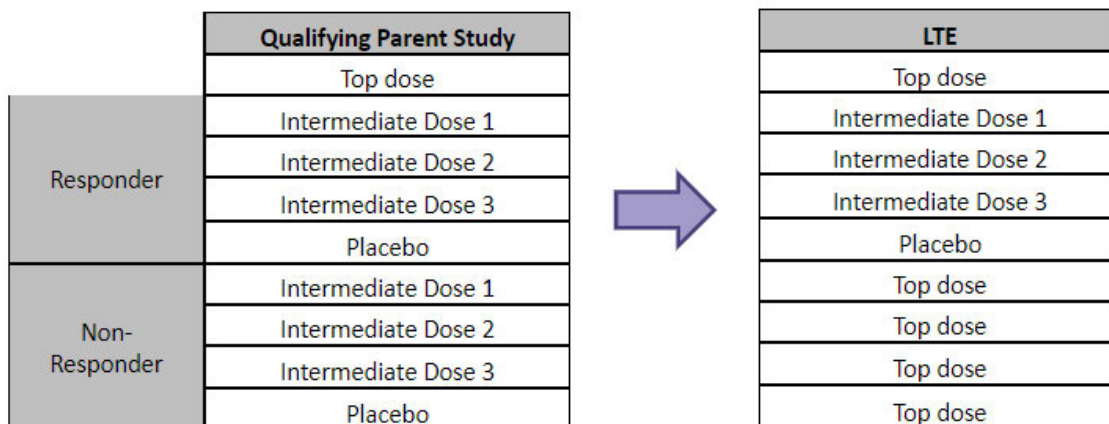 Qualifying Parent Study
LTE
Top dose
Top dose
Responder
Intermediate Dose 1
Intermediate Dose 1
Intermediate Dose 2
Intermediate Dose 2
Intermediate Dose 3
Intermediate Dose 3
Placebo
Placebo
Non-
Responder
Intermediate Dose 1
Top dose
Intermediate Dose 2
Top dose
Intermediate Dose 3
Top dose
Placebo
Top dose